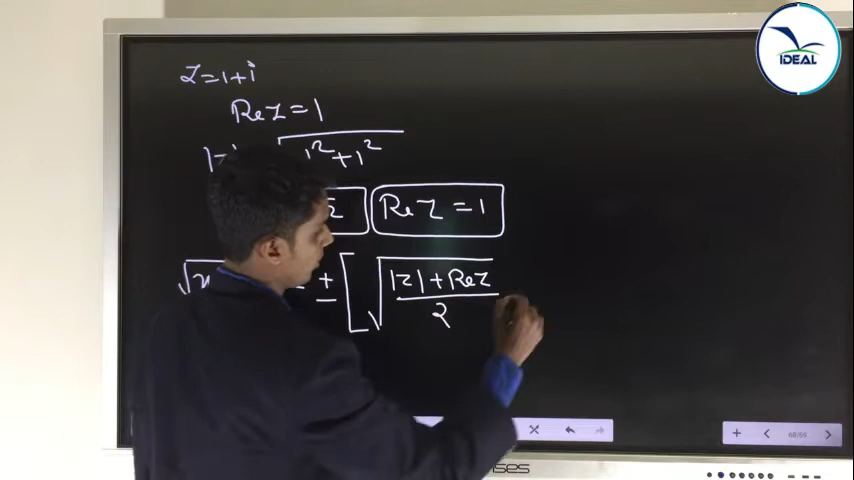 IDEAL
Z=1+i
Re Z = 1
1²+1²
Re Z = 1
± [√ |Z| + Re Z
2
68/69